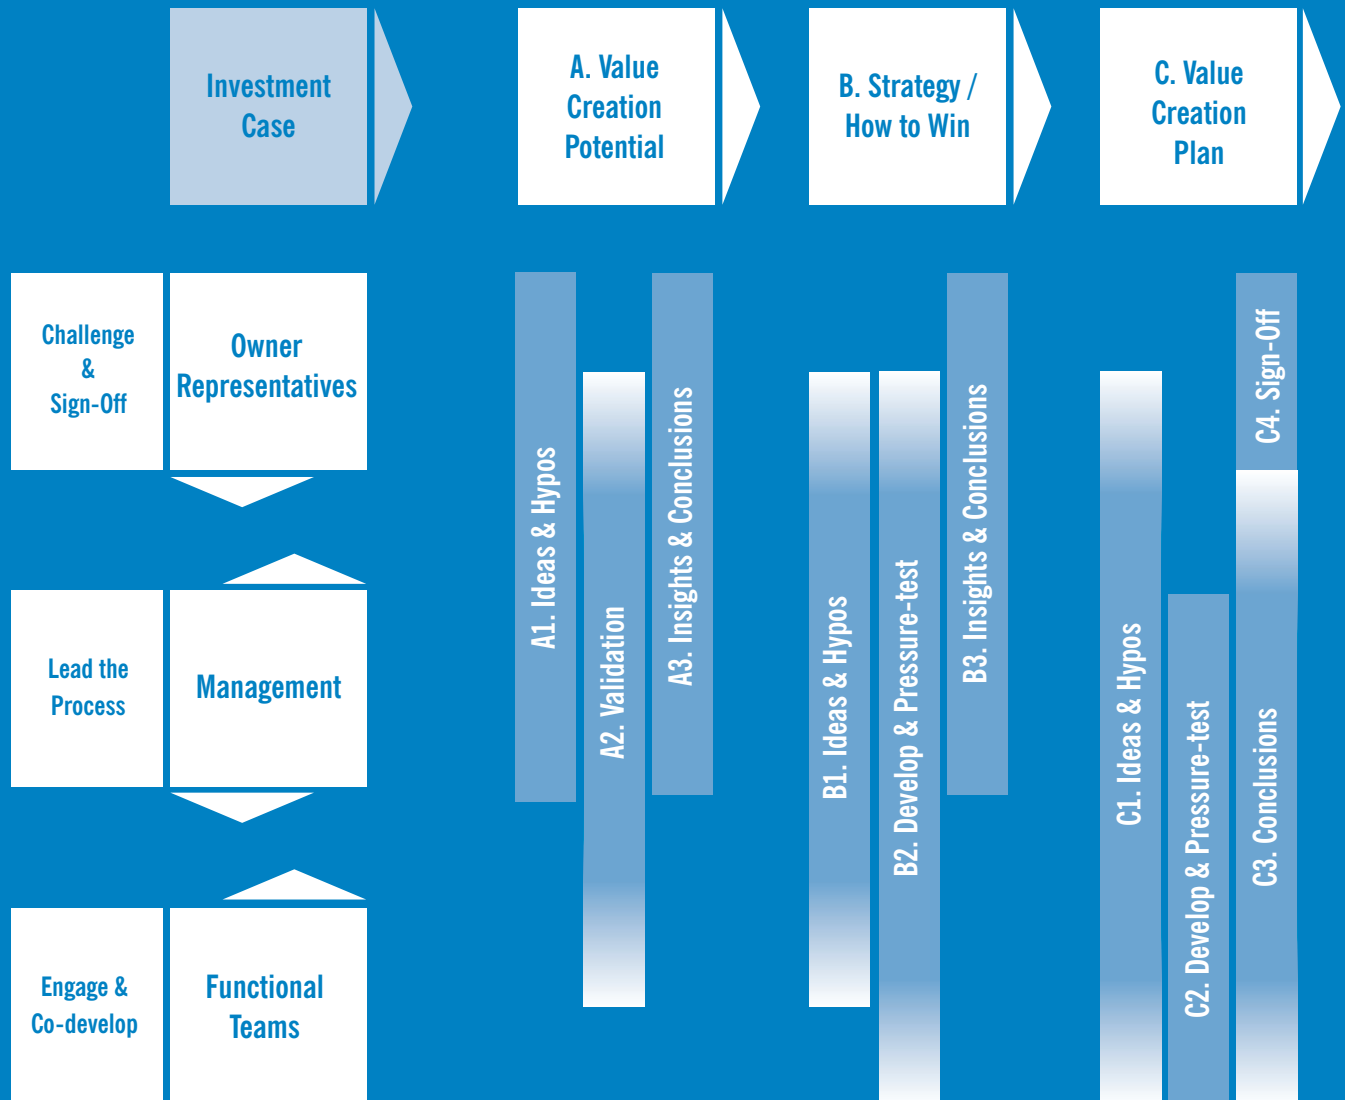 Investment
Case
A. Value
Creation
Potential
B. Strategy /
How to Win
C. Value
Creation
Plan
Challenge
&
Sign-Off
Owner
Representatives
Lead the
Process
Management
Engage &
Co-develop
Functional
Teams
A1. Ideas & Hypos
A2. Validation
A3. Insights & Conclusions
B1. Ideas & Hypos
B2. Develop & Pressure-test
B3. Insights & Conclusions
C1. Ideas & Hypos
C2. Develop & Pressure-test
C3. Conclusions
C4. Sign-Off